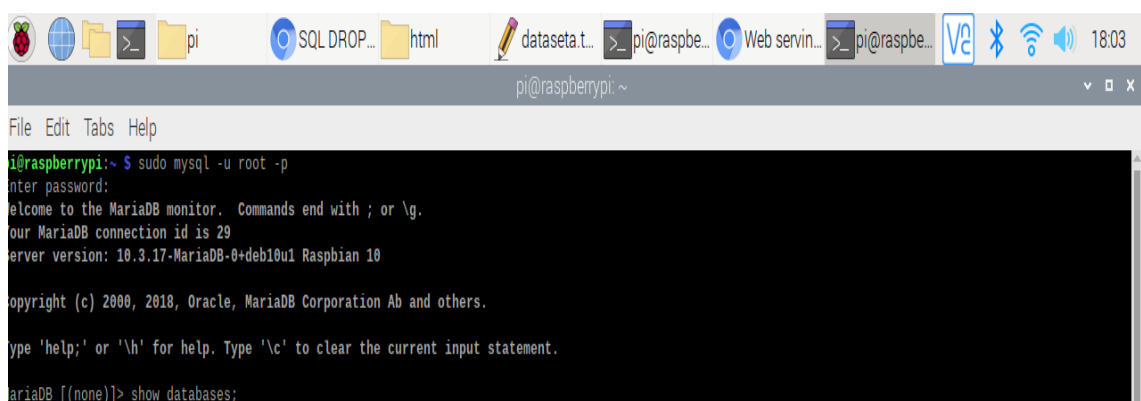 pi SQL DROP... html dataseta.t... pi@raspbe... Web servin... pi@raspbe... 18:03
pi@raspberrypi: ~
File Edit Tabs Help
i@raspberrypi:~ $ sudo mysql -u root -p
nter password:
elcome to the MariaDB monitor. Commands end with ; or \g.
our MariaDB connection id is 29
erver version: 10.3.17-MariaDB-0+deb10u1 Raspbian 10
opyright (c) 2000, 2018, Oracle, MariaDB Corporation Ab and others.
ype 'help;' or '\h' for help. Type '\c' to clear the current input statement.
ariaDB [(none)]> show databases;